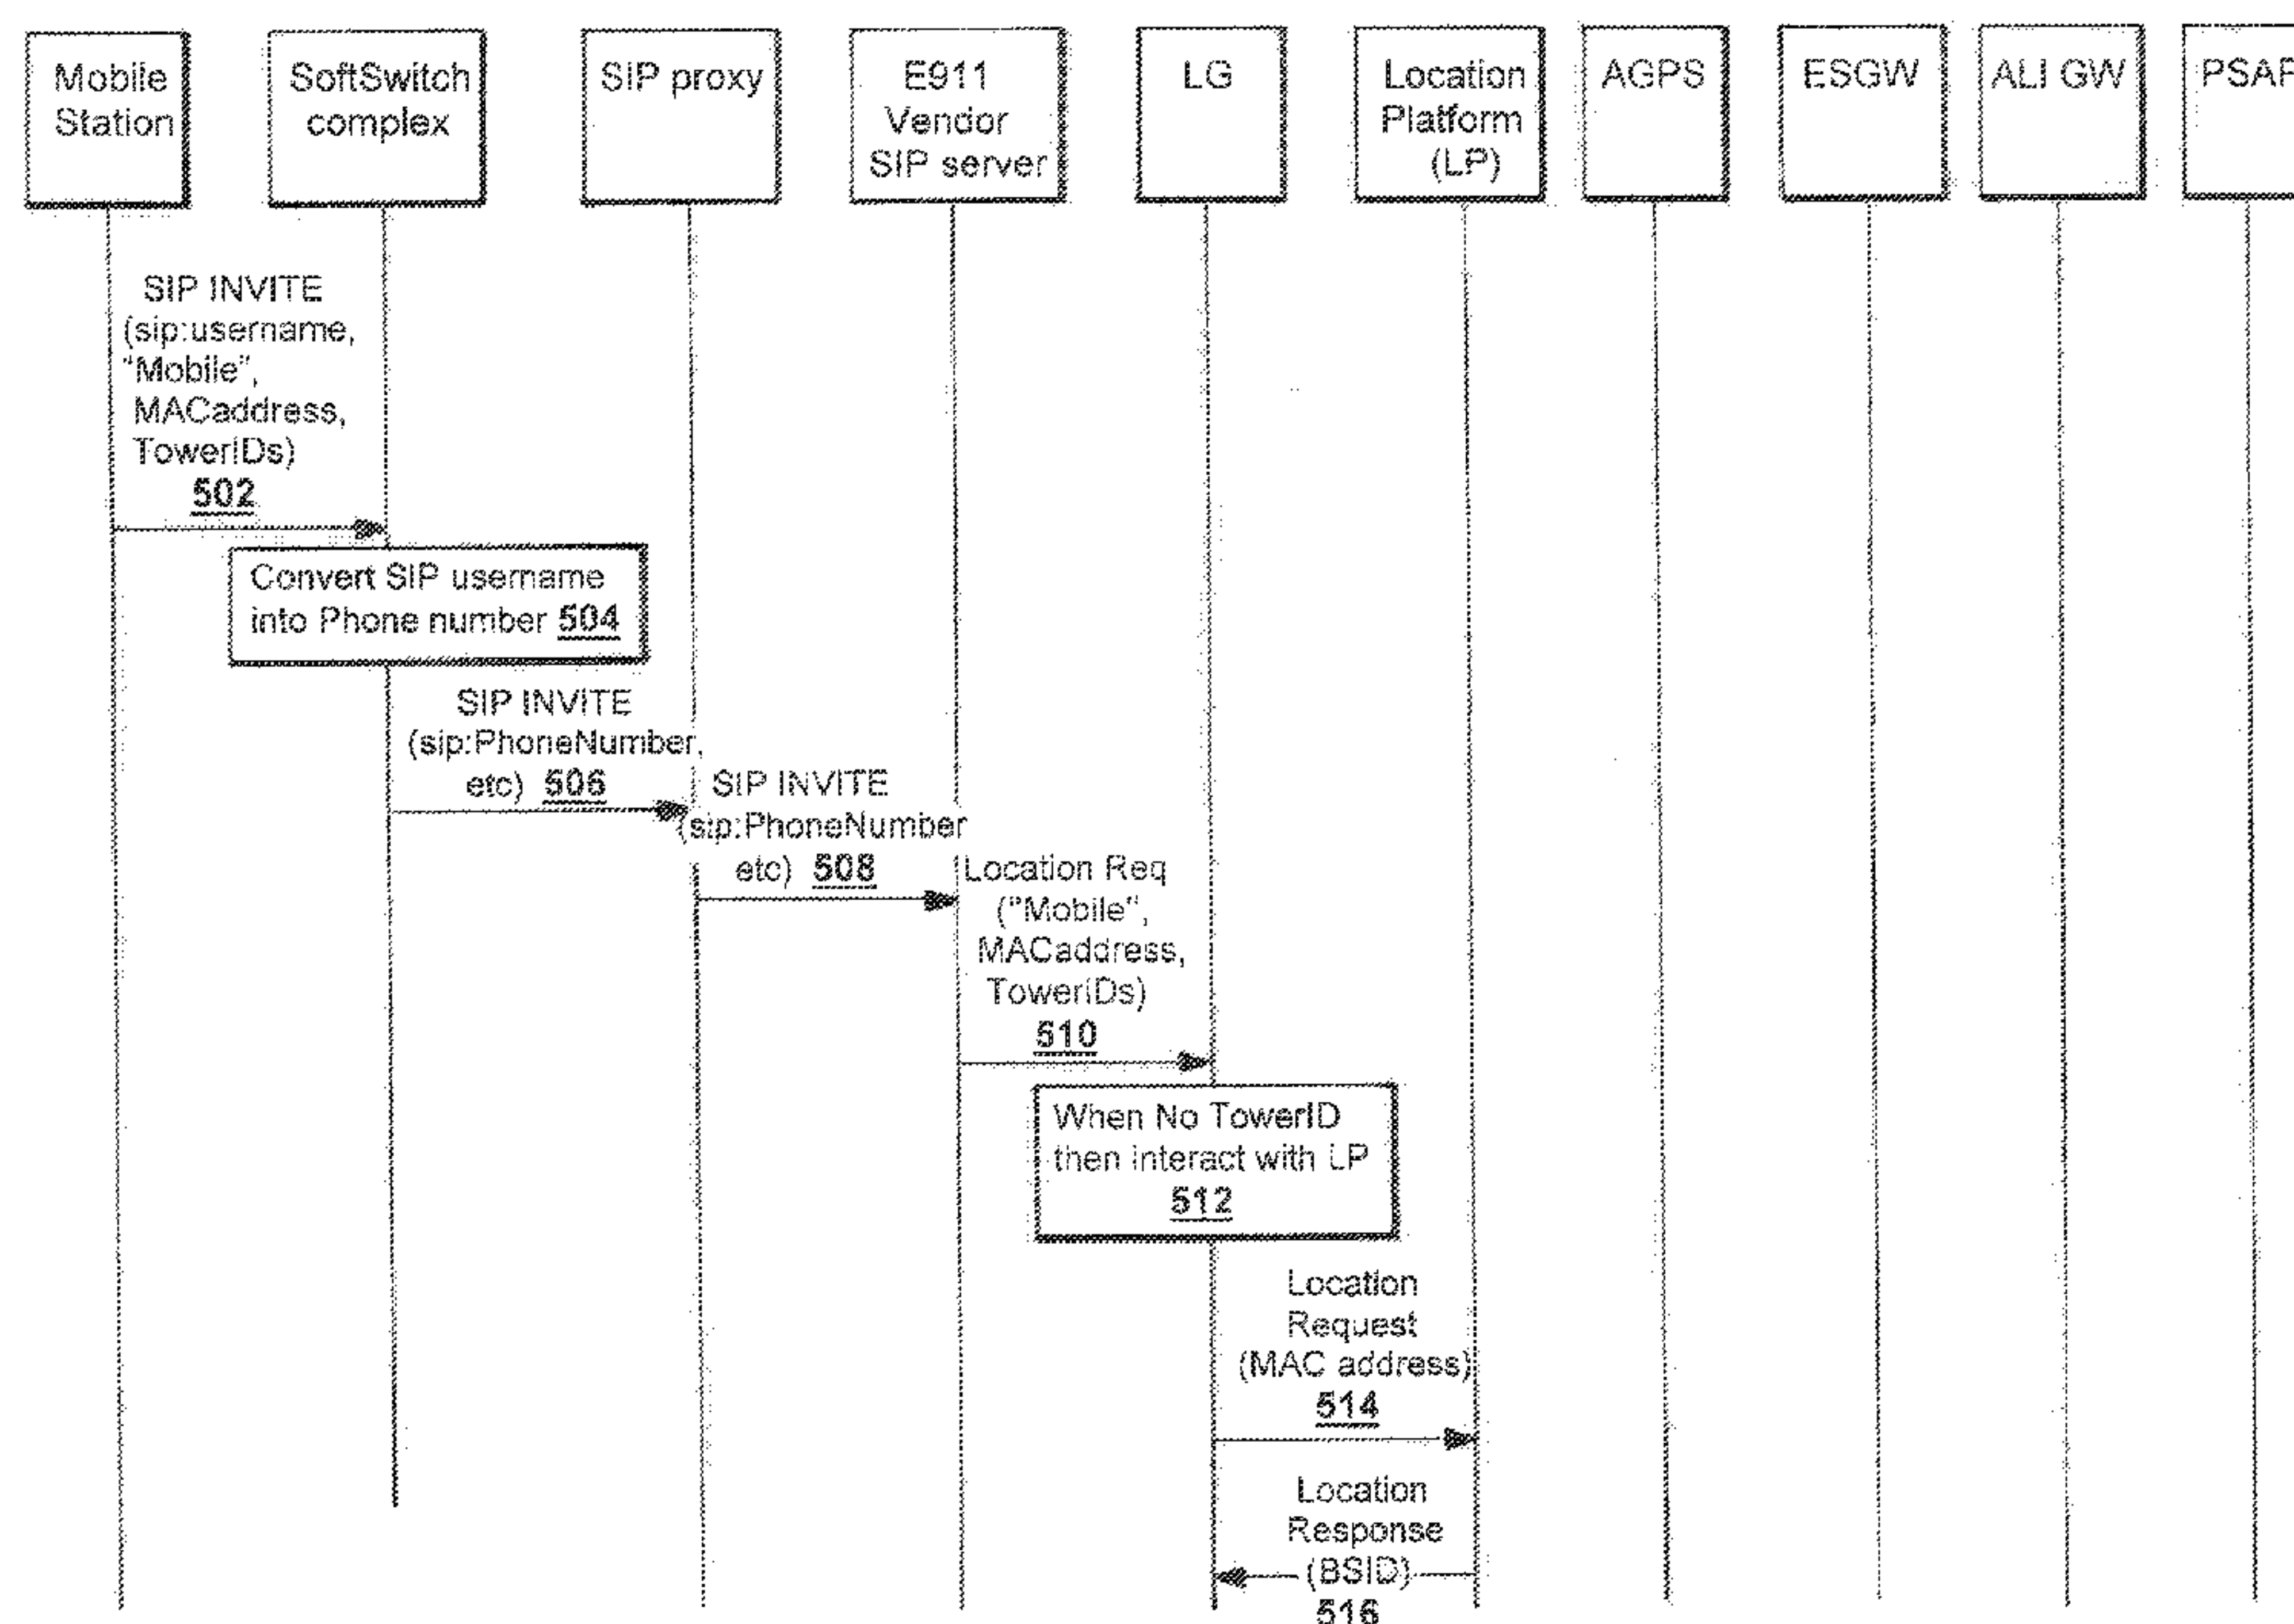 Mobile
Station
SoftSwitch
complex
SIP proxy
E911
Vendor
SIP server
LG
Location
Platform
(LP)
AGPS
ESGW
ALI GW
PSAP
SIP INVITE
(sip:username,
"Mobile",
MACaddress,
TowerIDs)
502
Convert SIP username
into Phone number 504
SIP INVITE
(sip:PhoneNumber,
etc) 506
SIP INVITE
(sip:PhoneNumber
etc) 508
Location Req
("Mobile",
MACaddress,
TowerIDs)
510
When No TowerID
then interact with LP
512
Location
Request
(MAC address)
514
Location
Response
(BSID)
516